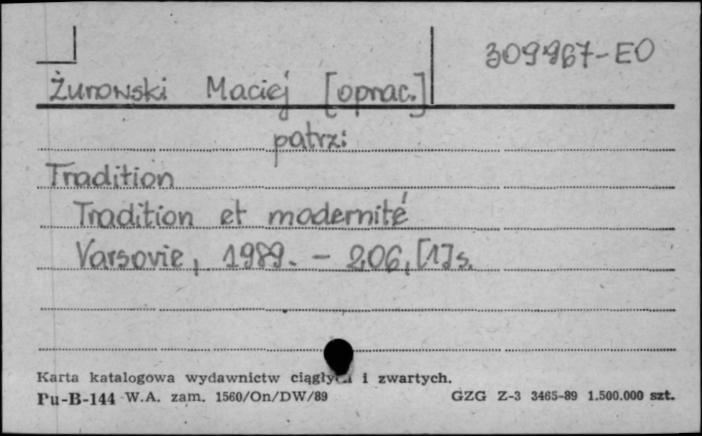 309967-EO
Żurowski Maciej [oprac.]
patrz:
Tradition
Tradition et modernité
Varsovie, 1989. - 206, [1] s.
Karta katalogowa wydawnictw ciągłych i zwartych.
Pu-B-144 W.A. zam. 1560/On/DW/89 GZG Z-3 3465-89 1.500.000 szt.